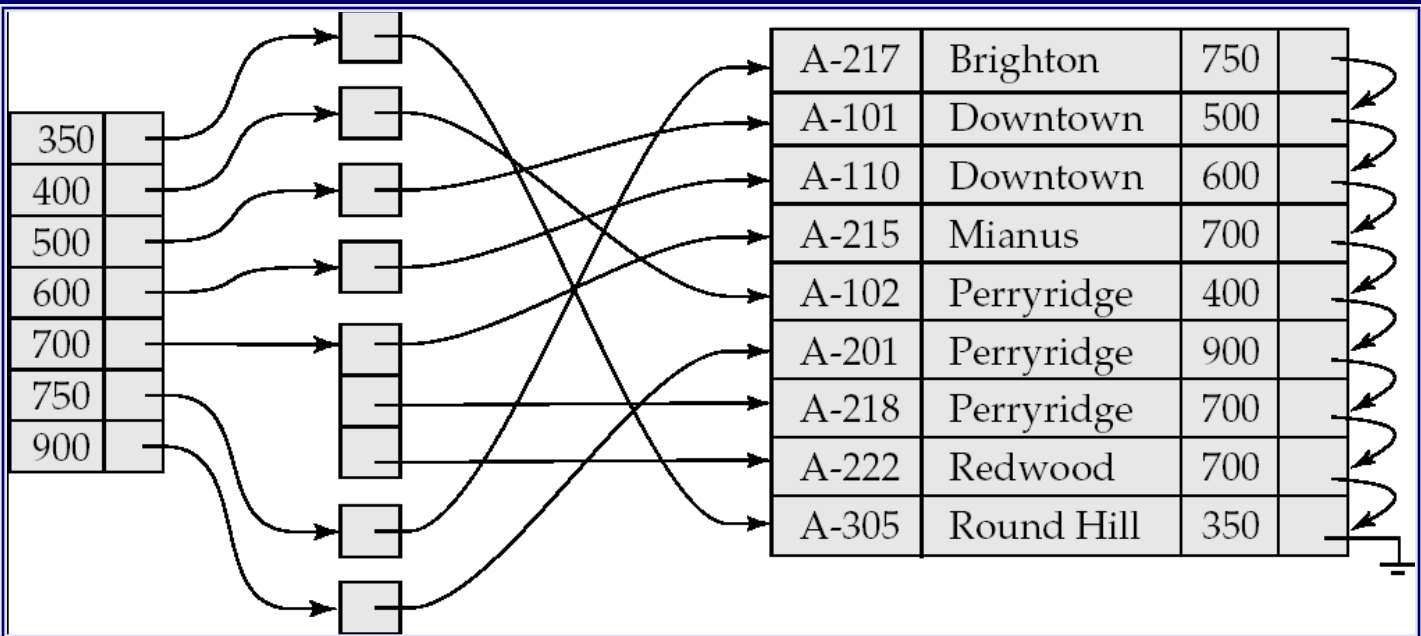 350
400
500
600
700
750
900
A-217 Brighton 750
A-101 Downtown 500
A-110 Downtown 600
A-215 Mianus 700
A-102 Perryridge 400
A-201 Perryridge 900
A-218 Perryridge 700
A-222 Redwood 700
A-305 Round Hill 350